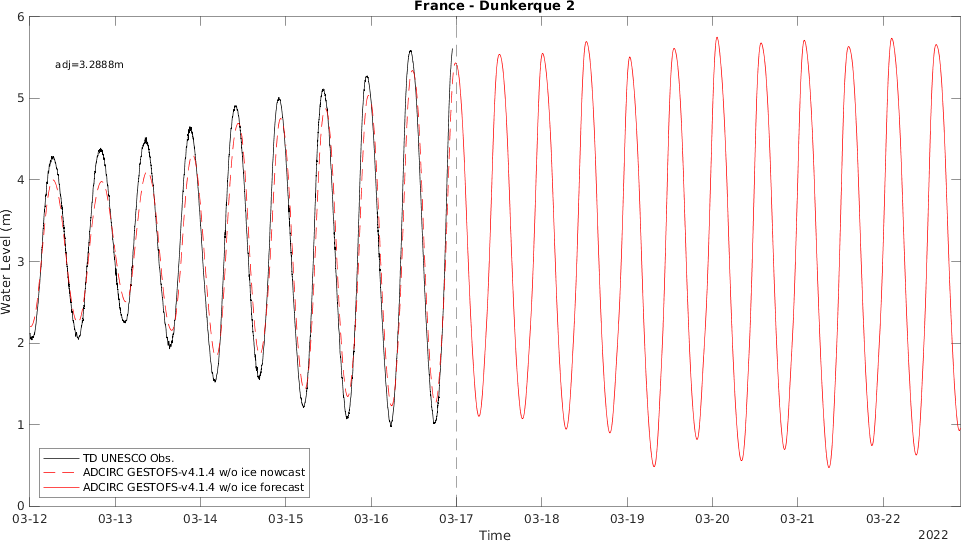 France - Dunkerque 2
adj=3.2888m
6
5
4
3
2
1
0
Water Level (m)
TD UNESCO Obs.
ADCIRC GESTOFS-v4.1.4 w/o ice nowcast
ADCIRC GESTOFS-v4.1.4 w/o ice forecast
03-12 03-13 03-14 03-15 03-16 03-17 03-18 03-19 03-20 03-21 03-22
Time
2022